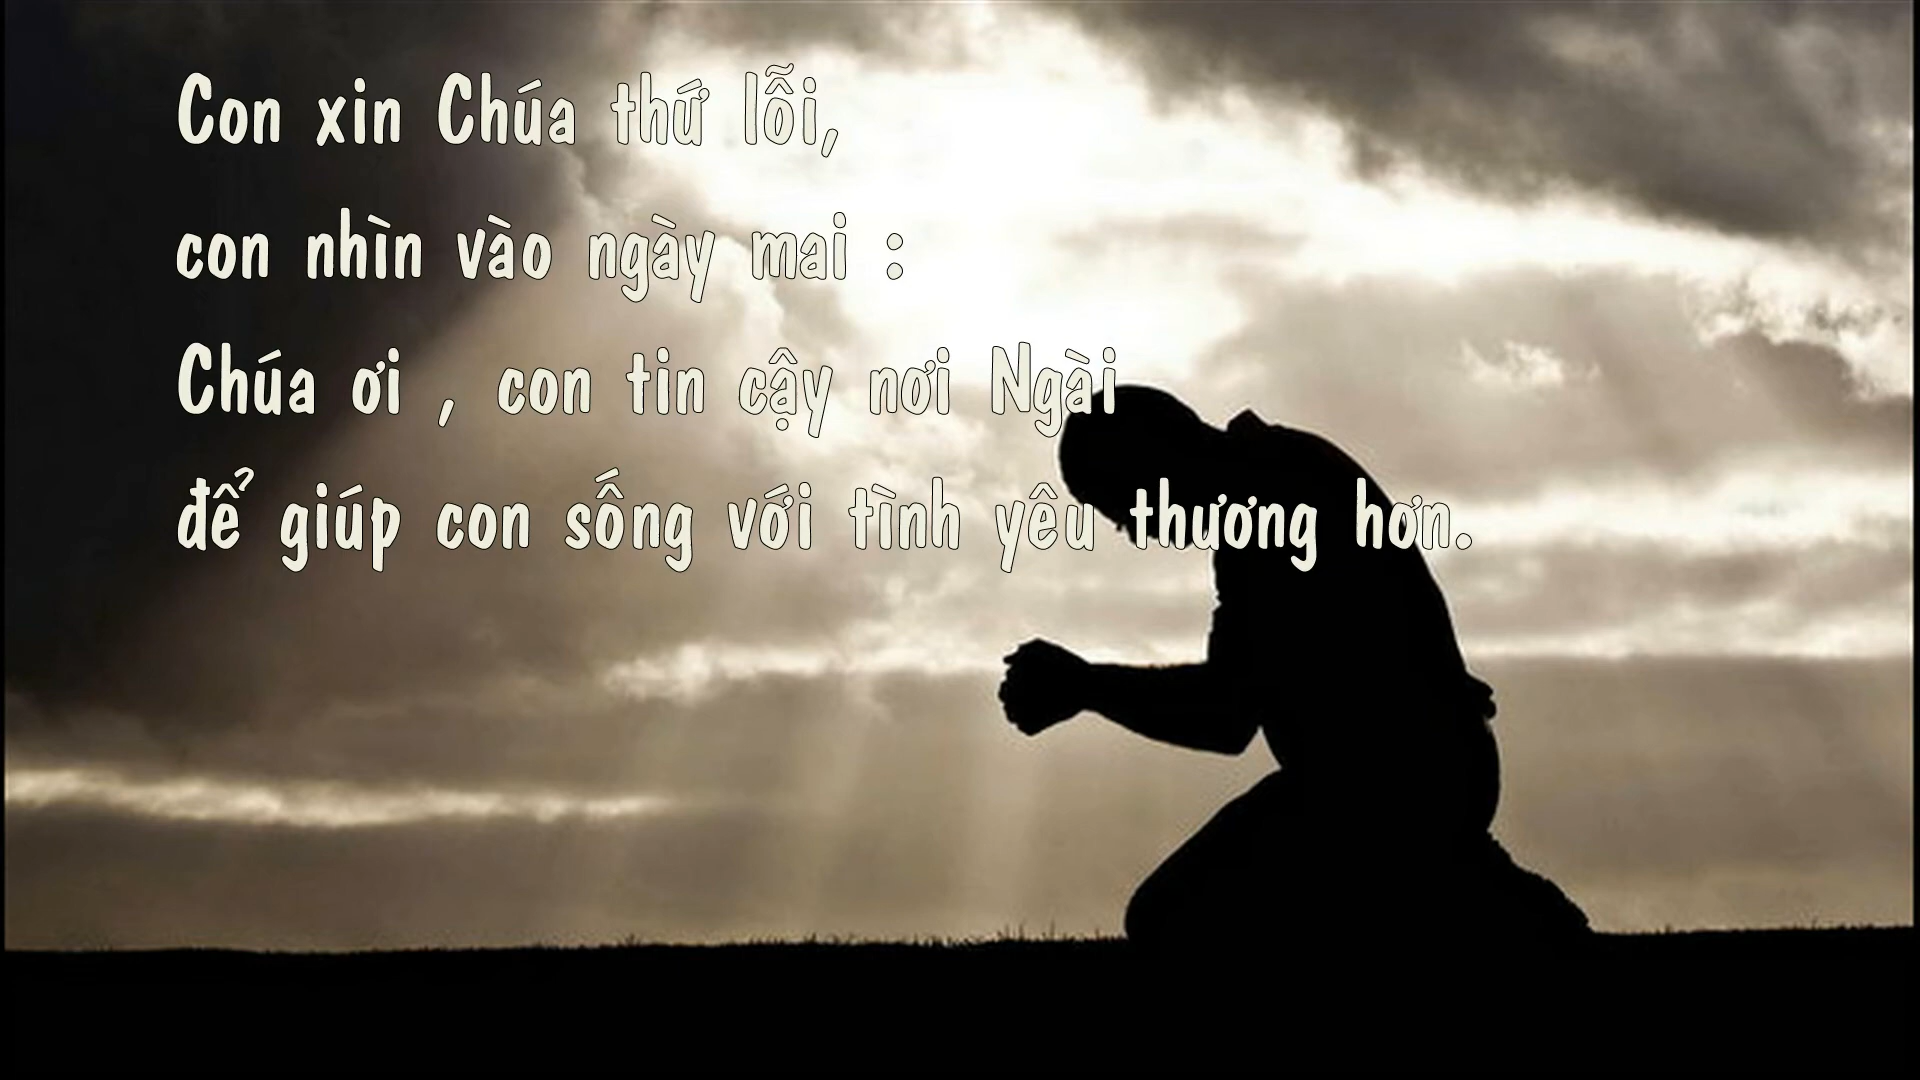 Con xin Chúa thứ lỗi,
con nhìn vào ngày mai :
Chúa ơi , con tin cậy nơi Ngài
để giúp con sống với tình yêu thương hơn.